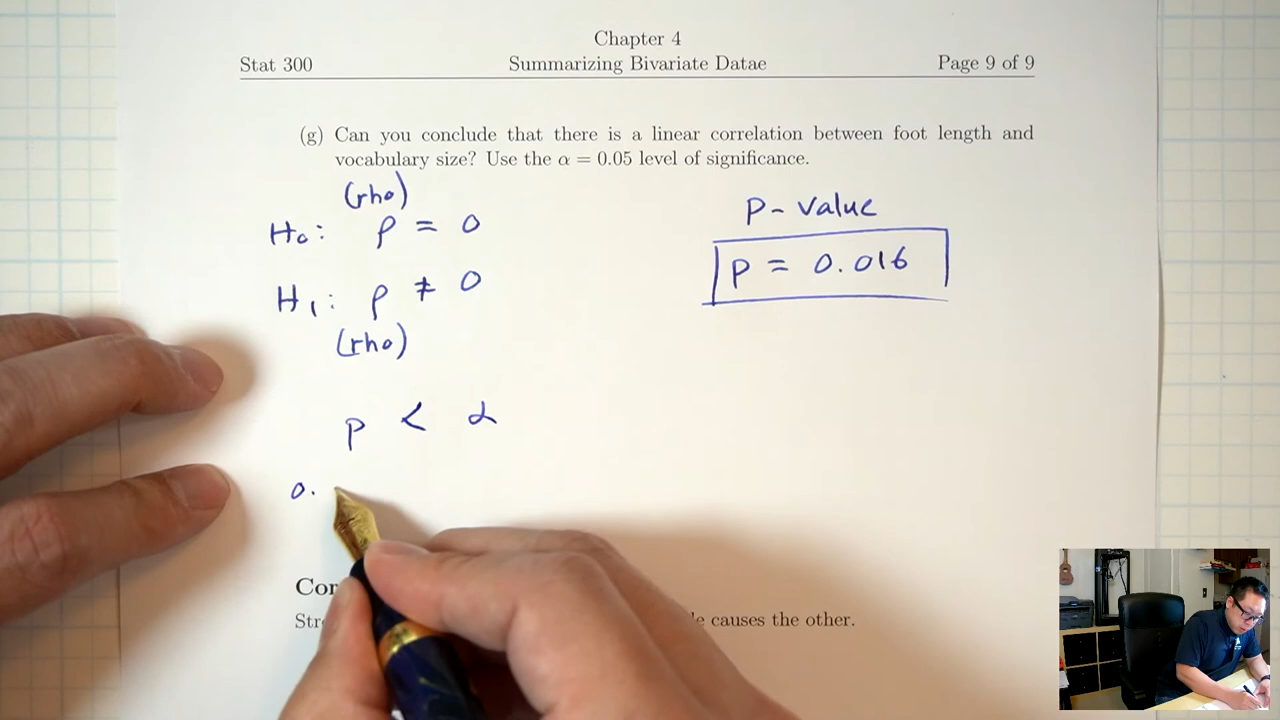 Chapter 4
Stat 300 Summarizing Bivariate Datae Page 9 of 9
(g) Can you conclude that there is a linear correlation between foot length and
vocabulary size? Use the α = 0.05 level of significance.
(rho)
H₀: ρ = 0
H₁: ρ ≠ 0
(rho)
P-value
p = 0.016
p < α
0.
causes the other.